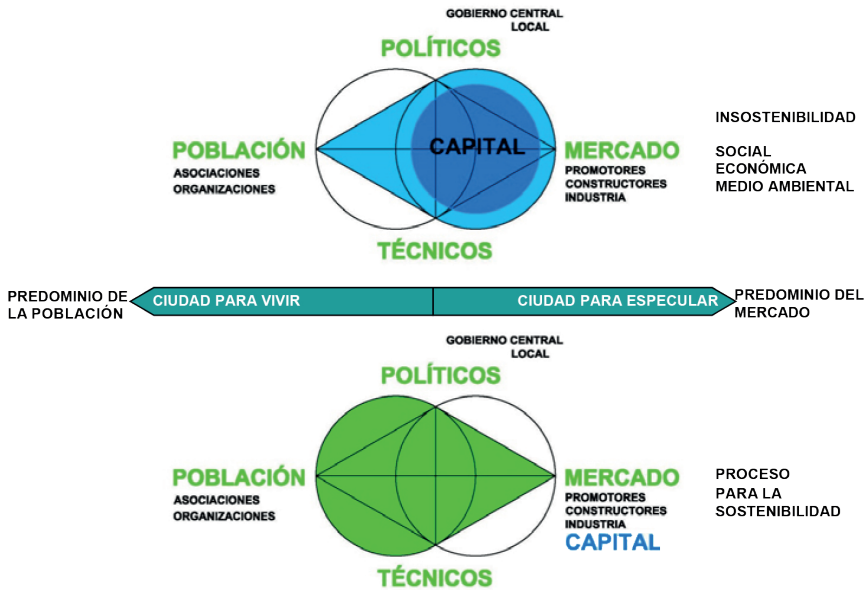 GOBIERNO CENTRAL
LOCAL
POLÍTICOS
POBLACIÓN
ASOCIACIONES
ORGANIZACIONES
CAPITAL
MERCADO
PROMOTORES
CONSTRUCTORES
INDUSTRIA
INSOSTENIBILIDAD
SOCIAL
ECONÓMICA
MEDIO AMBIENTAL
TÉCNICOS
PREDOMINIO DE
LA POBLACIÓN
CIUDAD PARA VIVIR
CIUDAD PARA ESPECULAR
PREDOMINIO DEL
MERCADO
GOBIERNO CENTRAL
LOCAL
POLÍTICOS
POBLACIÓN
ASOCIACIONES
ORGANIZACIONES
MERCADO
PROMOTORES
CONSTRUCTORES
INDUSTRIA
CAPITAL
PROCESO
PARA LA
SOSTENIBILIDAD
TÉCNICOS